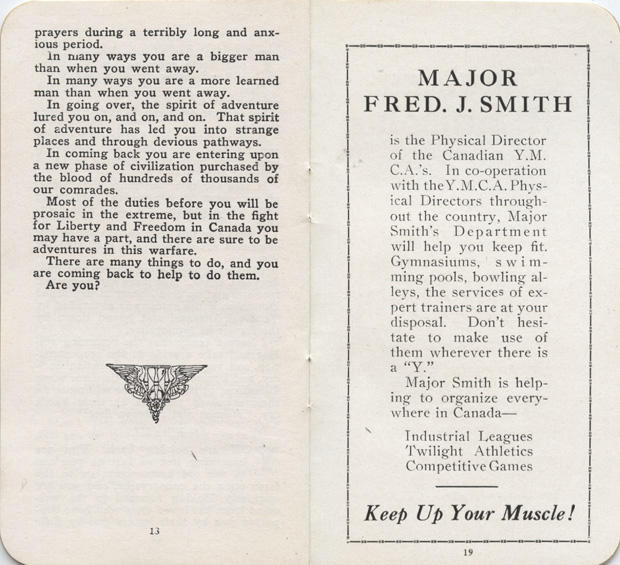 prayers during a terribly long and anx-
ious period.
In many ways you are a bigger man
than when you went away.
In many ways you are a more learned
man than when you went away.
In going over, the spirit of adventure
lured you on, and on, and on. That spirit
of adventure has led you into strange
places and through devious pathways.
In coming back you are entering upon
a new phase of civilization purchased by
the blood of hundreds of thousands of
our comrades.
Most of the duties before you will be
prosaic in the extreme, but in the fight
for Liberty and Freedom in Canada you
may have a part, and there are sure to be
adventures in this warfare.
There are many things to do, and you
are coming back to help to do them.
Are you?
13
MAJOR
FRED. J. SMITH
is the Physical Director
of the Canadian Y.M.
C.A.'s. In co-operation
with the Y.M.C.A. Phys-
ical Directors through-
out the country, Major
Smith's Department
will help you keep fit.
Gymnasiums, swim-
ming pools, bowling al-
leys, the services of ex-
pert trainers are at your
disposal. Don't hesi-
tate to make use of
them wherever there is
a "Y."
Major Smith is help-
ing to organize every-
where in Canada—
Industrial Leagues
Twilight Athletics
Competitive Games
Keep Up Your Muscle!
19